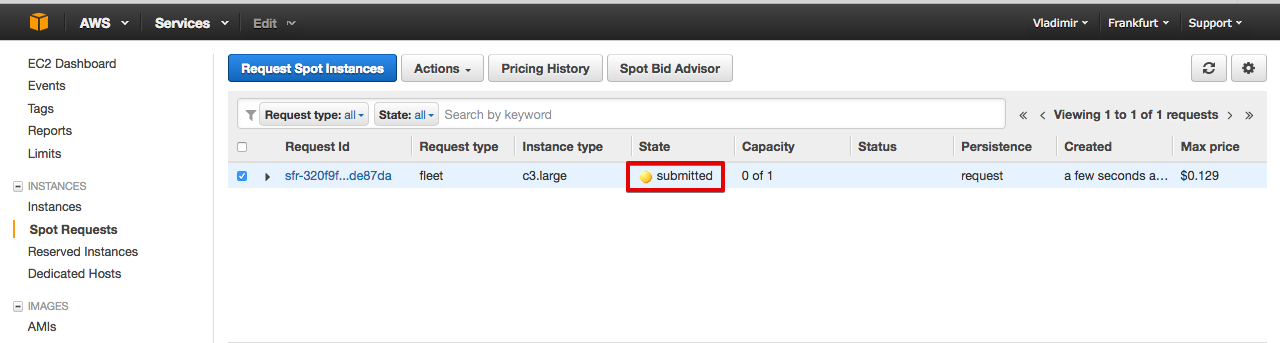 AWS Services Edit Vladimir Frankfurt Support
EC2 Dashboard
Events
Tags
Reports
Limits
INSTANCES
Instances
Spot Requests
Reserved Instances
Dedicated Hosts
IMAGES
AMIs
Request Spot Instances Actions Pricing History Spot Bid Advisor
Request type: all State: all Search by keyword Viewing 1 to 1 of 1 requests
Request Id Request type Instance type State Capacity Status Persistence Created Max price
sfr-320f9f...de87da fleet c3.large submitted 0 of 1 request a few seconds a... $0.129